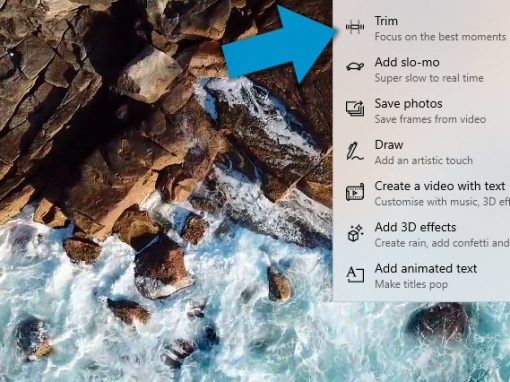 Trim
Focus on the best moments
Add slo-mo
Super slow to real time
Save photos
Save frames from video
Draw
Add an artistic touch
Create a video with text
Customise with music, 3D eff
Add 3D effects
Create rain, add confetti and
Add animated text
Make titles pop